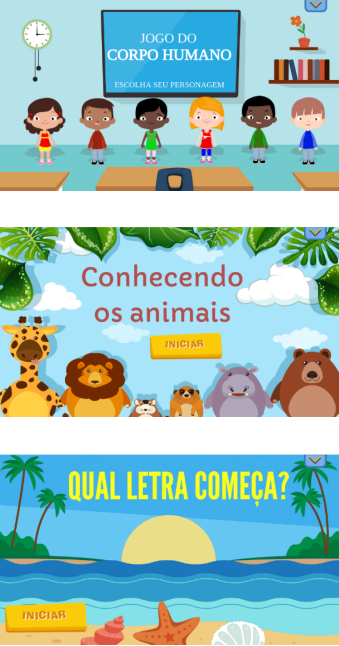 JOGO DO
CORPO HUMANO
ESCOLHA SEU PERSONAGEM
Conhecendo
os animais
INICIAR
QUAL LETRA COMEÇA?
INICIAR